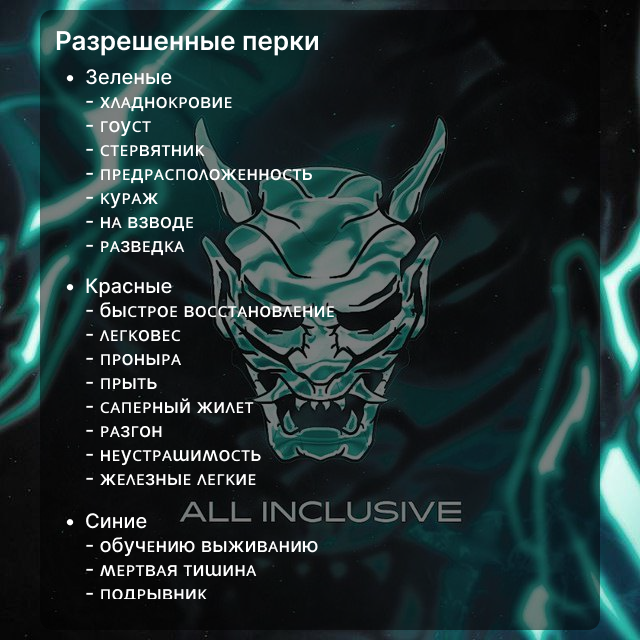 Разрешенные перки
• Зеленые
- хладнокровие
- гоуст
- стервятник
- предрасположенность
- кураж
- на взводе
- разведка
• Красные
- быстрое восстановление
- легковес
- проныра
- прыть
- саперный жилет
- разгон
- неустрашимость
- железные легкие
ALL INCLUSIVE
• Синие
- обучению выживанию
- мертвая тишина
- подрывник